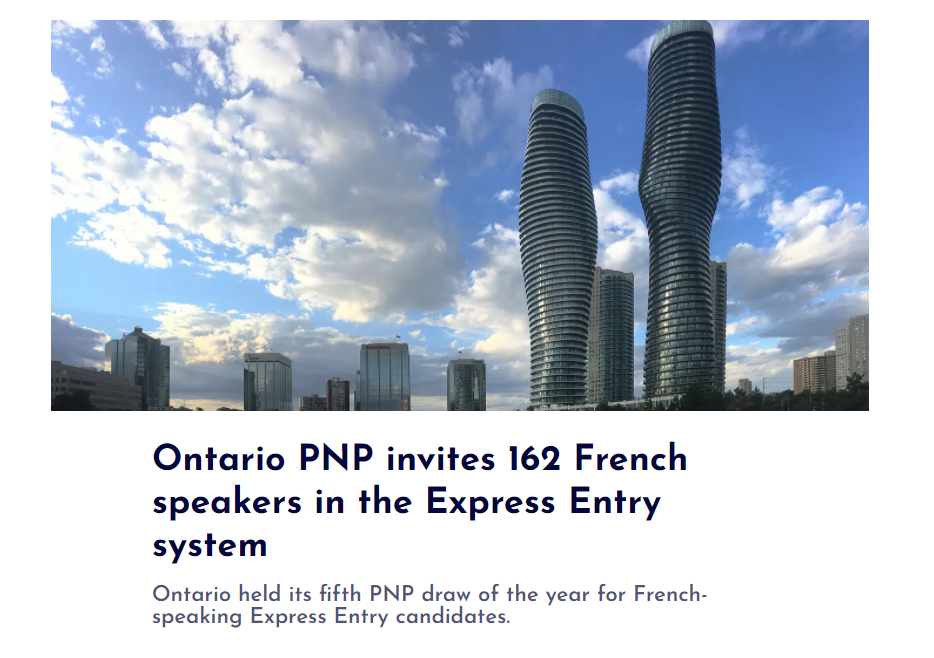 Ontario PNP invites 162 French
speakers in the Express Entry
system
Ontario held its fifth PNP draw of the year for French-
speaking Express Entry candidates.